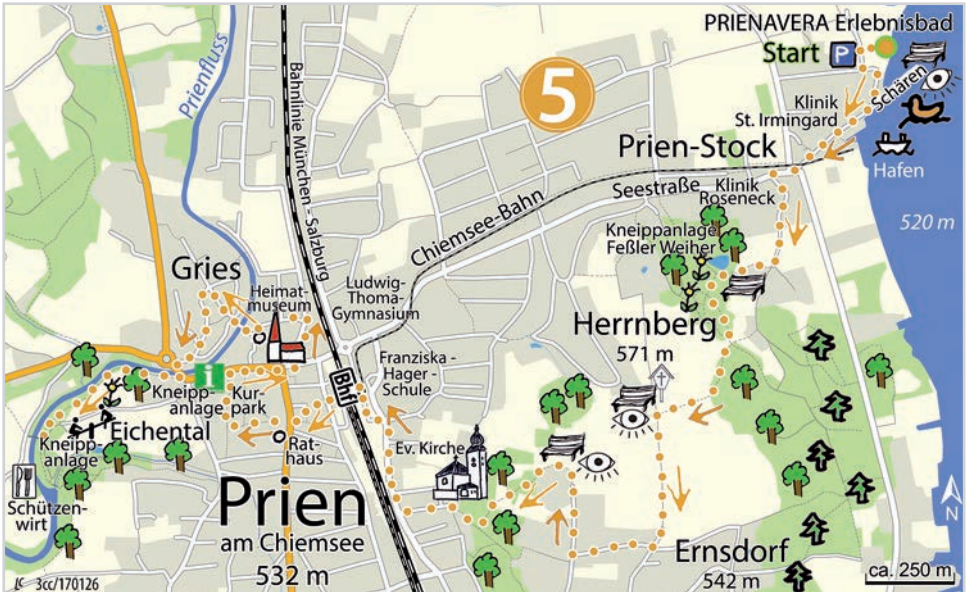 PRIENAVERA Erlebnisbad
Start
P
Schären
Klinik
St. Irmingard
5
Prienfluss
Bahnlinie München - Salzburg
Prien-Stock
Hafen
Chiemsee-Bahn
Seestraße
Klinik
Roseneck
520 m
Kneippanlage
Feßler Weiher
Gries
Heimat-
museum
Ludwig-
Thoma-
Gymnasium
Herrnberg
571 m
Franziska -
Hager -
Schule
Bhf
i
Kneipp-
anlage
Kur-
park
Eichental
Kneipp-
anlage
Rat-
haus
Ev. Kirche
Schützen-
wirt
Prien
am Chiemsee
532 m
Ernsdorf
542 m
N
ca. 250 m
LC 3cc/170126